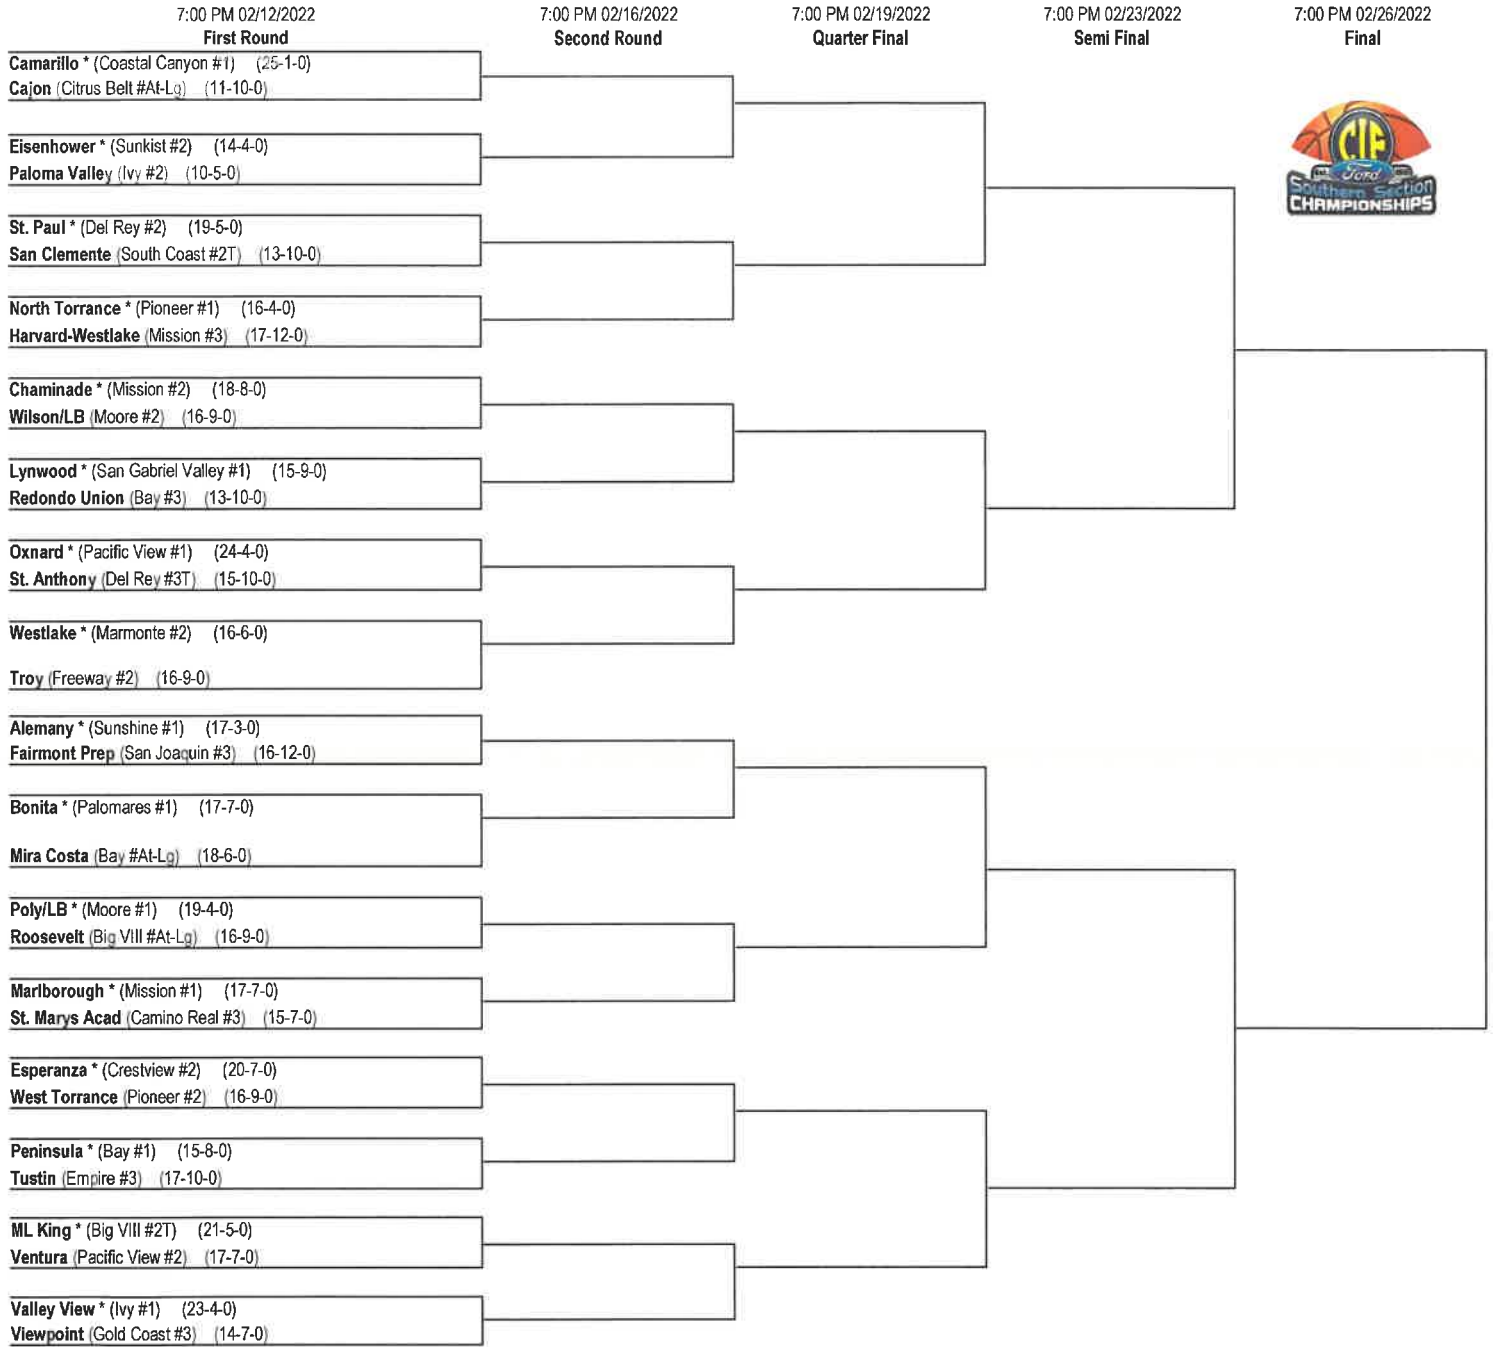 7:00 PM 02/12/2022 7:00 PM 02/16/2022 7:00 PM 02/19/2022 7:00 PM 02/23/2022 7:00 PM 02/26/2022
First Round Second Round Quarter Final Semi Final Final
Camarillo * (Coastal Canyon #1) (25-1-0)
Cajon (Citrus Belt #At-Lg) (11-10-0)
CIF
Ford
Southern Section
CHAMPIONSHIPS
Eisenhower * (Sunkist #2) (14-4-0)
Paloma Valley (Ivy #2) (10-5-0)
St. Paul * (Del Rey #2) (19-5-0)
San Clemente (South Coast #2T) (13-10-0)
North Torrance * (Pioneer #1) (16-4-0)
Harvard-Westlake (Mission #3) (17-12-0)
Chaminade * (Mission #2) (18-8-0)
Wilson/LB (Moore #2) (16-9-0)
Lynwood * (San Gabriel Valley #1) (15-9-0)
Redondo Union (Bay #3) (13-10-0)
Oxnard * (Pacific View #1) (24-4-0)
St. Anthony (Del Rey #3T) (15-10-0)
Westlake * (Marmonte #2) (16-6-0)
Troy (Freeway #2) (16-9-0)
Alemany * (Sunshine #1) (17-3-0)
Fairmont Prep (San Joaquin #3) (16-12-0)
Bonita * (Palomares #1) (17-7-0)
Mira Costa (Bay #At-Lg) (18-6-0)
Poly/LB * (Moore #1) (19-4-0)
Roosevelt (Big VIII #At-Lg) (16-9-0)
Marlborough * (Mission #1) (17-7-0)
St. Marys Acad (Camino Real #3) (15-7-0)
Esperanza * (Crestview #2) (20-7-0)
West Torrance (Pioneer #2) (16-9-0)
Peninsula * (Bay #1) (15-8-0)
Tustin (Empire #3) (17-10-0)
ML King * (Big VIII #2T) (21-5-0)
Ventura (Pacific View #2) (17-7-0)
Valley View * (Ivy #1) (23-4-0)
Viewpoint (Gold Coast #3) (14-7-0)